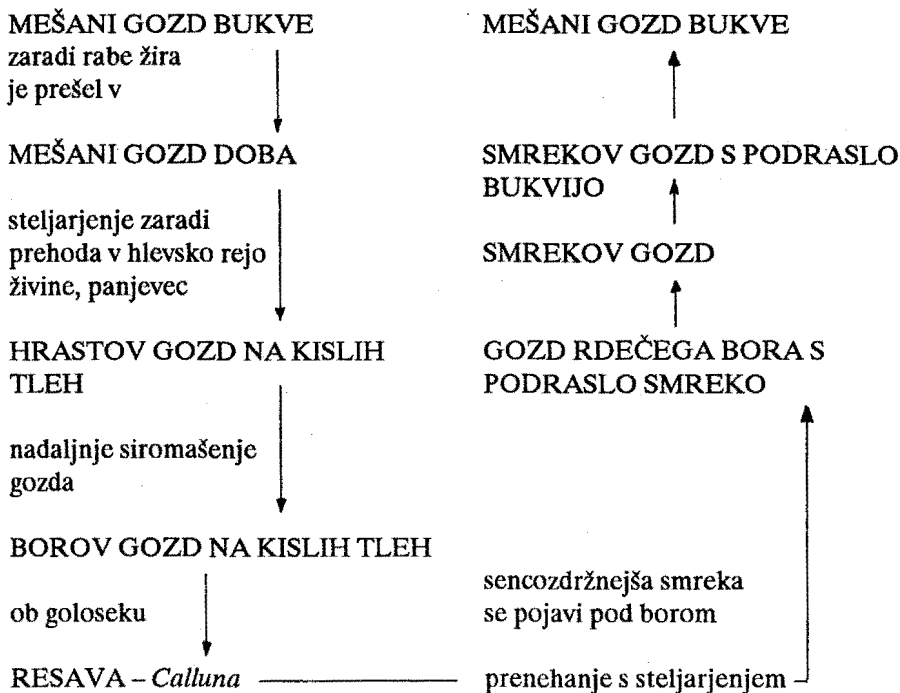 MEŠANI GOZD BUKVE
zaradi rabe žira
je prešel v
MEŠANI GOZD DOBA
steljarjenje zaradi
prehoda v hlevsko rejo
živine, panjevec
HRASTOV GOZD NA KISLIH
TLEH
nadaljnje siromašenje
gozda
BOROV GOZD NA KISLIH TLEH
ob goloseku
RESAVA – Calluna
MEŠANI GOZD BUKVE
SMREKOV GOZD S PODRASLO
BUKVIJO
SMREKOV GOZD
GOZD RDEČEGA BORA S
PODRASLO SMREKO
sencozdržnejša smreka
se pojavi pod borom
prenehanje s steljarjenjem